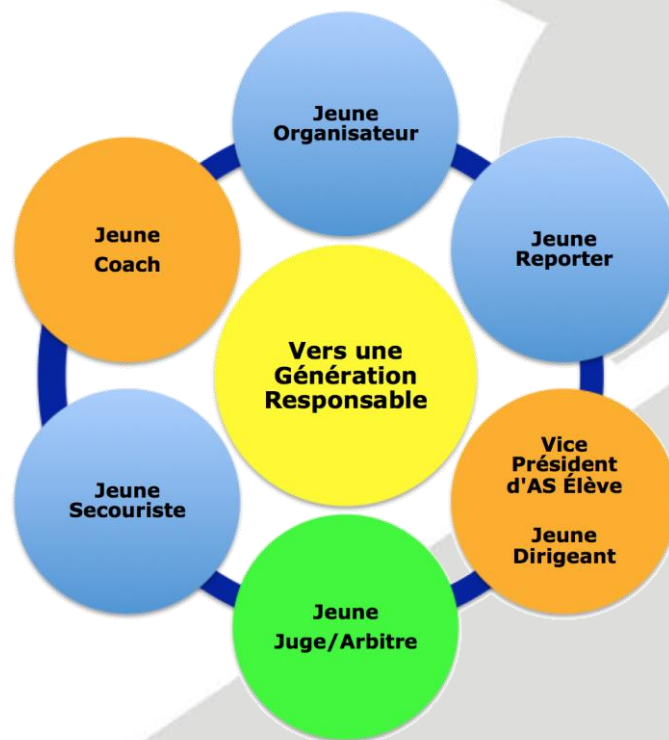 Jeune
Organisateur
Jeune
Reporter
Jeune
Coach
Vers une
Génération
Responsable
Vice
Président
d'AS Élève
Jeune
Dirigeant
Jeune
Secouriste
Jeune
Juge/Arbitre